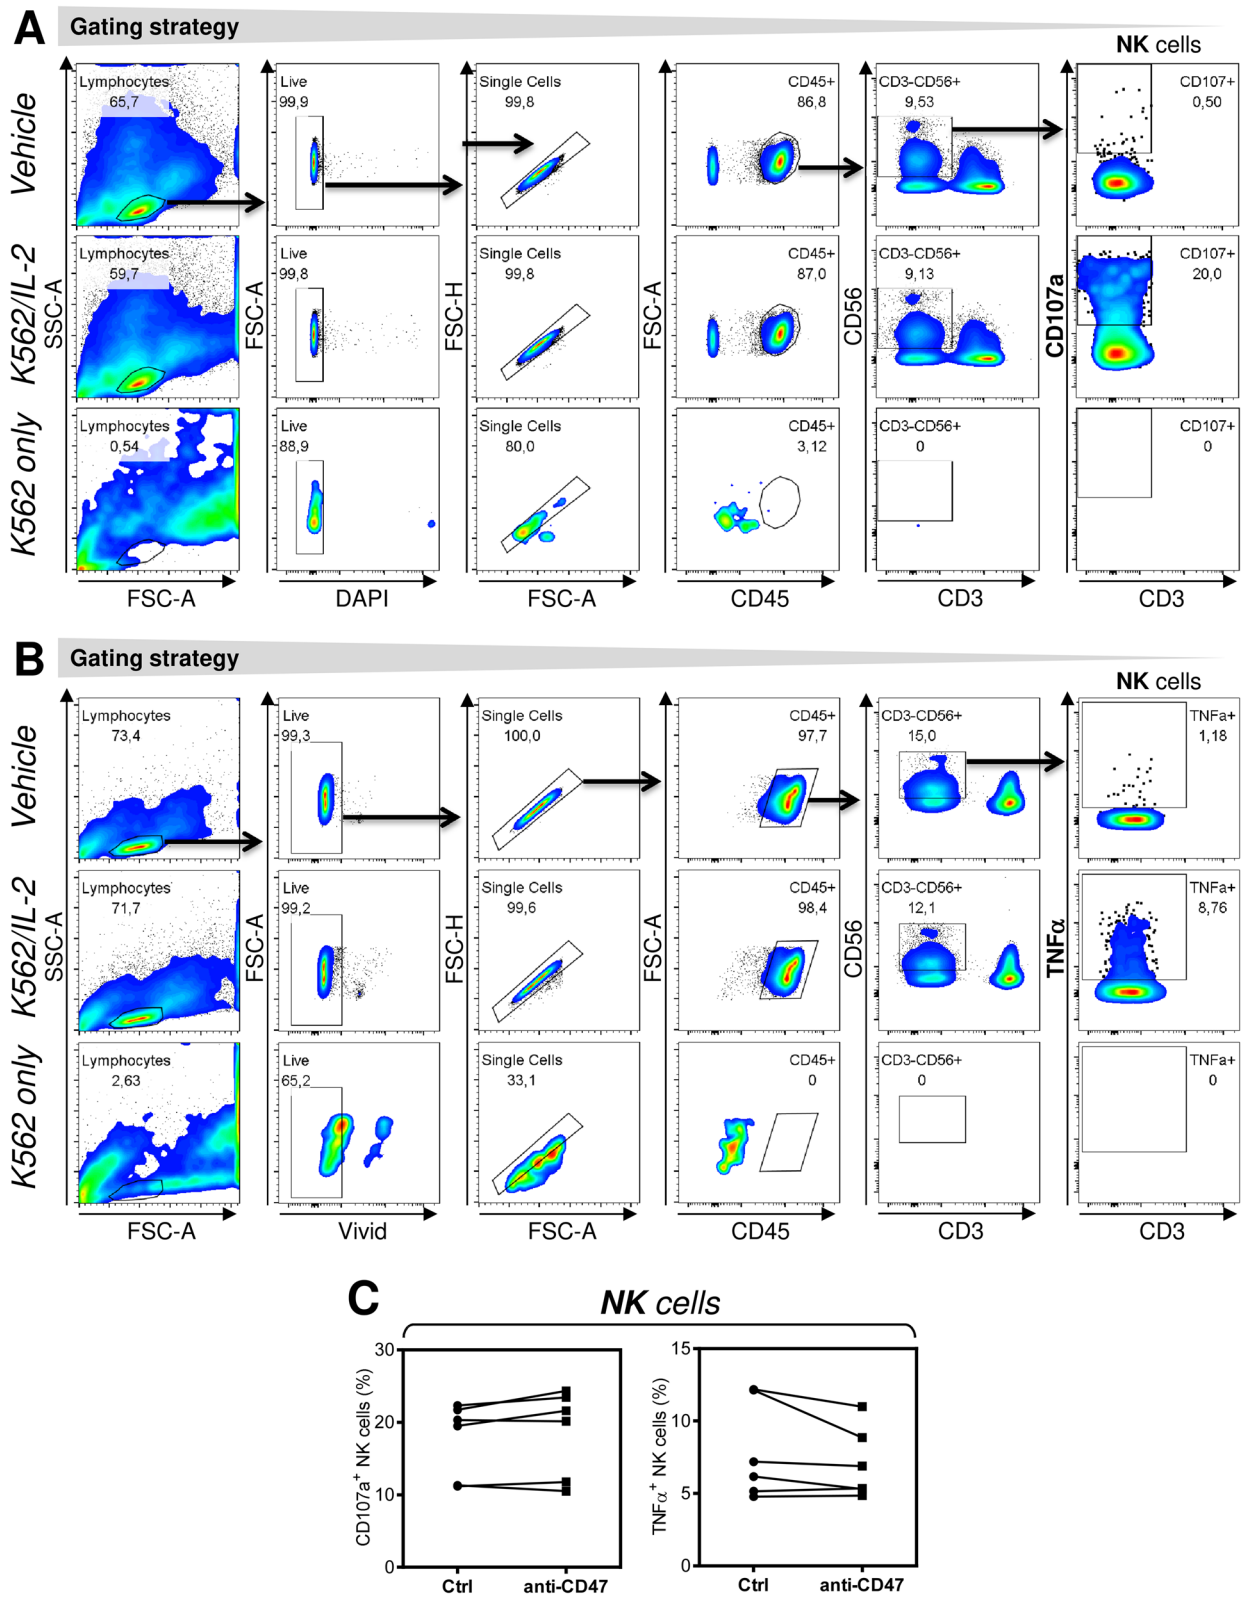 A
Gating strategy
NK cells
Vehicle
Lymphocytes
65,7
Live
99,9
Single Cells
99,8
CD45+
86,8
CD3-CD56+
9,53
CD107+
0,50
K562/IL-2
SSC-A
Lymphocytes
59,7
FSC-A
Live
99,8
FSC-H
Single Cells
99,8
FSC-A
CD45+
87,0
CD56
CD3-CD56+
9,13
CD107a
CD107+
20,0
K562 only
Lymphocytes
0,54
Live
88,9
Single Cells
80,0
CD45+
3,12
CD3-CD56+
0
CD107+
0
FSC-A
DAPI
FSC-A
CD45
CD3
CD3
B
Gating strategy
NK cells
Vehicle
Lymphocytes
73,4
Live
99,3
Single Cells
100,0
CD45+
97,7
CD3-CD56+
15,0
TNFa+
1,18
K562/IL-2
SSC-A
Lymphocytes
71,7
FSC-A
Live
99,2
FSC-H
Single Cells
99,6
FSC-A
CD45+
98,4
CD56
CD3-CD56+
12,1
TNFα
TNFa+
8,76
K562 only
Lymphocytes
2,63
Live
65,2
Single Cells
33,1
CD45+
0
CD3-CD56+
0
TNFa+
0
FSC-A
Vivid
FSC-A
CD45
CD3
CD3
C
NK cells
CD107a+ NK cells (%)
30
20
10
0
Ctrl
anti-CD47
TNFα+ NK cells (%)
15
10
5
0
Ctrl
anti-CD47